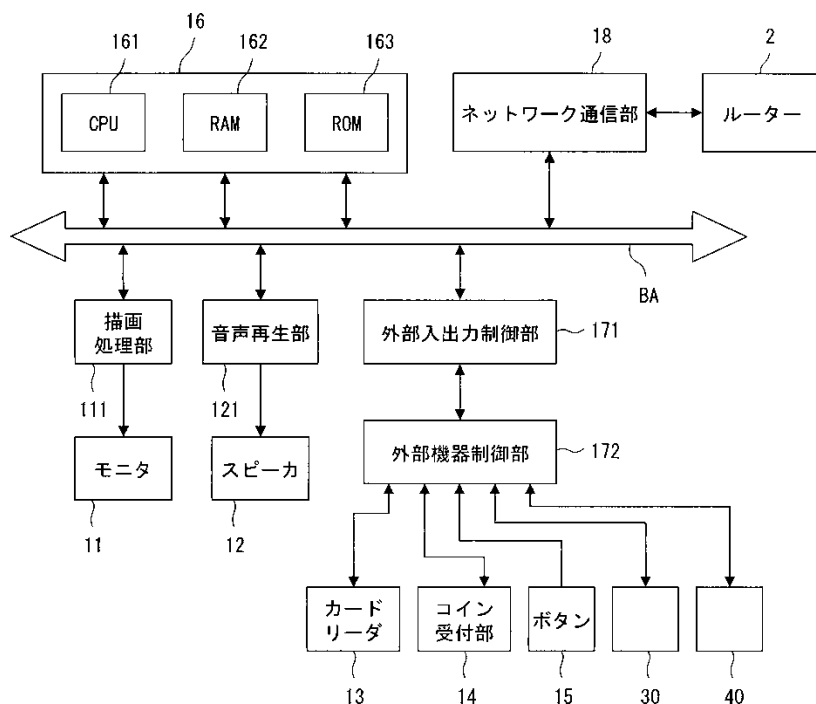 16
161
162
163
18
2
CPU
RAM
ROM
ネットワーク通信部
ルーター
BA
描画
処理部
音声再生部
外部入出力制御部
171
111
121
モニタ
スピーカ
外部機器制御部
172
11
12
カード
リーダ
コイン
受付部
ボタン
13
14
15
30
40